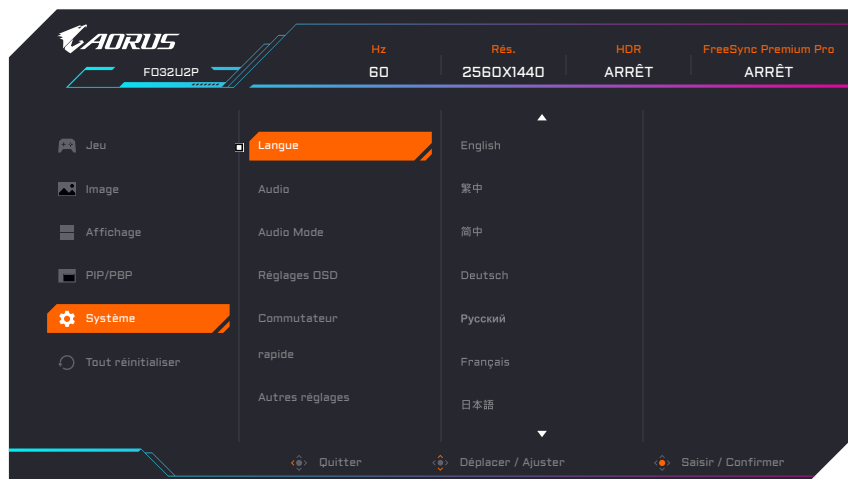 AORUS
FO32U2P
Hz
60
Rés.
2560X1440
HDR
ARRÊT
FreeSync Premium Pro
ARRÊT
Jeu
Image
Affichage
PIP/PBP
Système
Tout réinitialiser
Langue
Audio
Audio Mode
Réglages OSD
Commutateur
rapide
Autres réglages
English
繁中
简中
Deutsch
Русский
Français
日本語
Quitter
Déplacer / Ajuster
Saisir / Confirmer